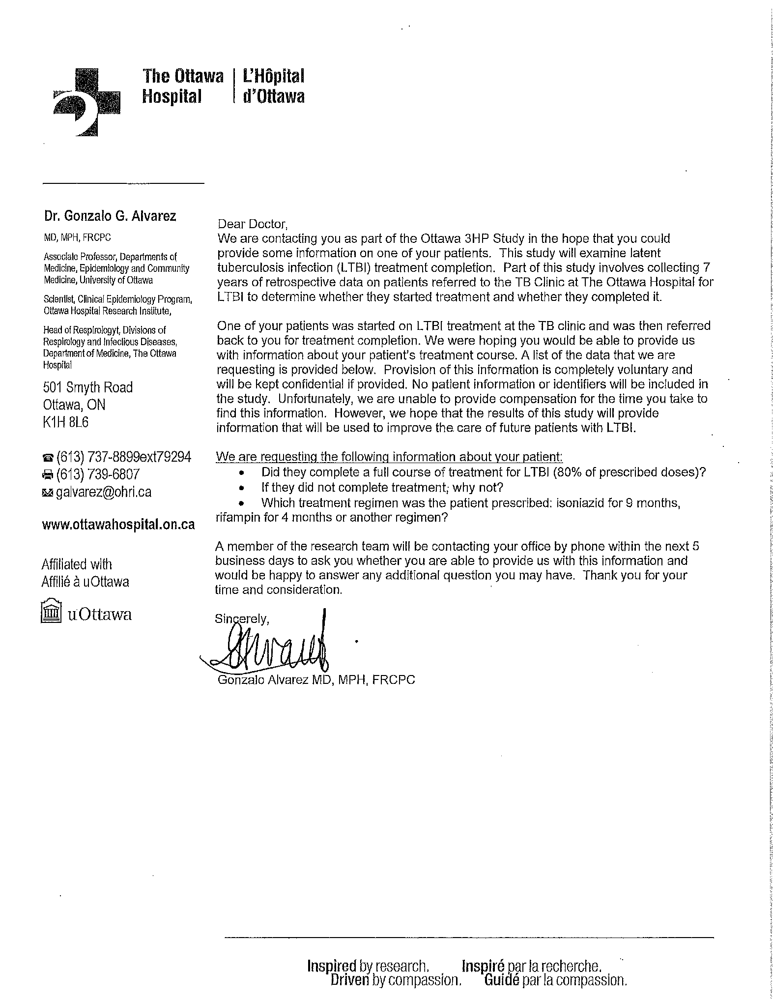 The Ottawa Hospital
L'Hôpital d'Ottawa
Dr. Gonzalo G. Alvarez
MD, MPH, FRCPC
Associate Professor, Departments of
Medicine, Epidemiology and Community
Medicine, University of Ottawa
Scientist, Clinical Epidemiology Program,
Ottawa Hospital Research Institute,
Head of Respirologyt, Divisions of
Respirology and Infectious Diseases,
Department of Medicine, The Ottawa
Hospital
501 Smyth Road
Ottawa, ON
K1H 8L6
(613) 737-8899ext79294
(613) 739-6807
galvarez@ohri.ca
www.ottawahospital.on.ca
Affiliated with
Affilié à uOttawa
uOttawa
Dear Doctor,
We are contacting you as part of the Ottawa 3HP Study in the hope that you could
provide some information on one of your patients. This study will examine latent
tuberculosis infection (LTBI) treatment completion. Part of this study involves collecting 7
years of retrospective data on patients referred to the TB Clinic at The Ottawa Hospital for
LTBI to determine whether they started treatment and whether they completed it.
One of your patients was started on LTBI treatment at the TB clinic and was then referred
back to you for treatment completion. We were hoping you would be able to provide us
with information about your patient's treatment course. A list of the data that we are
requesting is provided below. Provision of this information is completely voluntary and
will be kept confidential if provided. No patient information or identifiers will be included in
the study. Unfortunately, we are unable to provide compensation for the time you take to
find this information. However, we hope that the results of this study will provide
information that will be used to improve the care of future patients with LTBI.
We are requesting the following information about your patient:
• Did they complete a full course of treatment for LTBI (80% of prescribed doses)?
• If they did not complete treatment; why not?
• Which treatment regimen was the patient prescribed: isoniazid for 9 months,
rifampin for 4 months or another regimen?
A member of the research team will be contacting your office by phone within the next 5
business days to ask you whether you are able to provide us with this information and
would be happy to answer any additional question you may have. Thank you for your
time and consideration.
Sincerely,
Gonzalo Alvarez MD, MPH, FRCPC
Inspired by research. Inspiré par la recherche.
Driven by compassion. Guidé par la compassion.